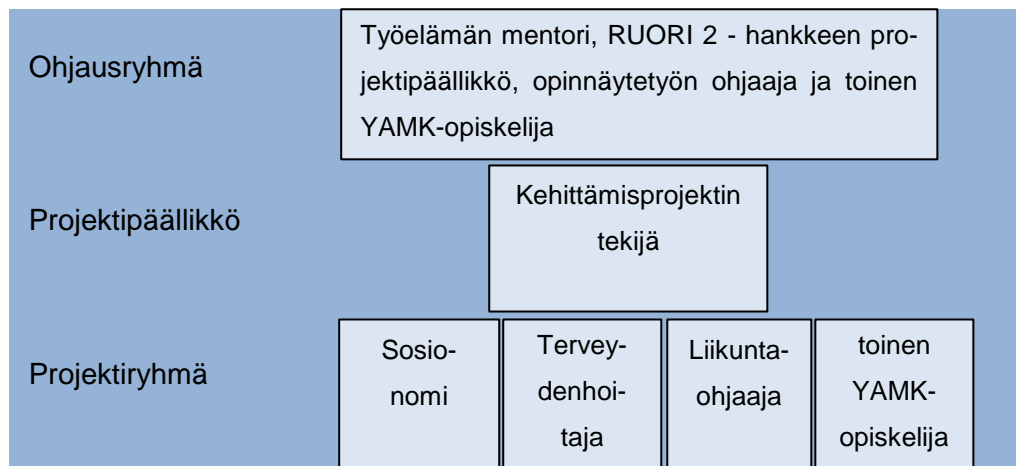 Ohjausryhmä
Työelämän mentori, RUORI 2 - hankkeen pro-
jektipäällikkö, opinnäytetyön ohjaaja ja toinen
YAMK-opiskelija
Projektipäällikkö
Kehittämisprojektin
tekijä
Projektiryhmä
Sosio-
nomi
Tervey-
denhoi-
taja
Liikunta-
ohjaaja
toinen
YAMK-
opiskelija